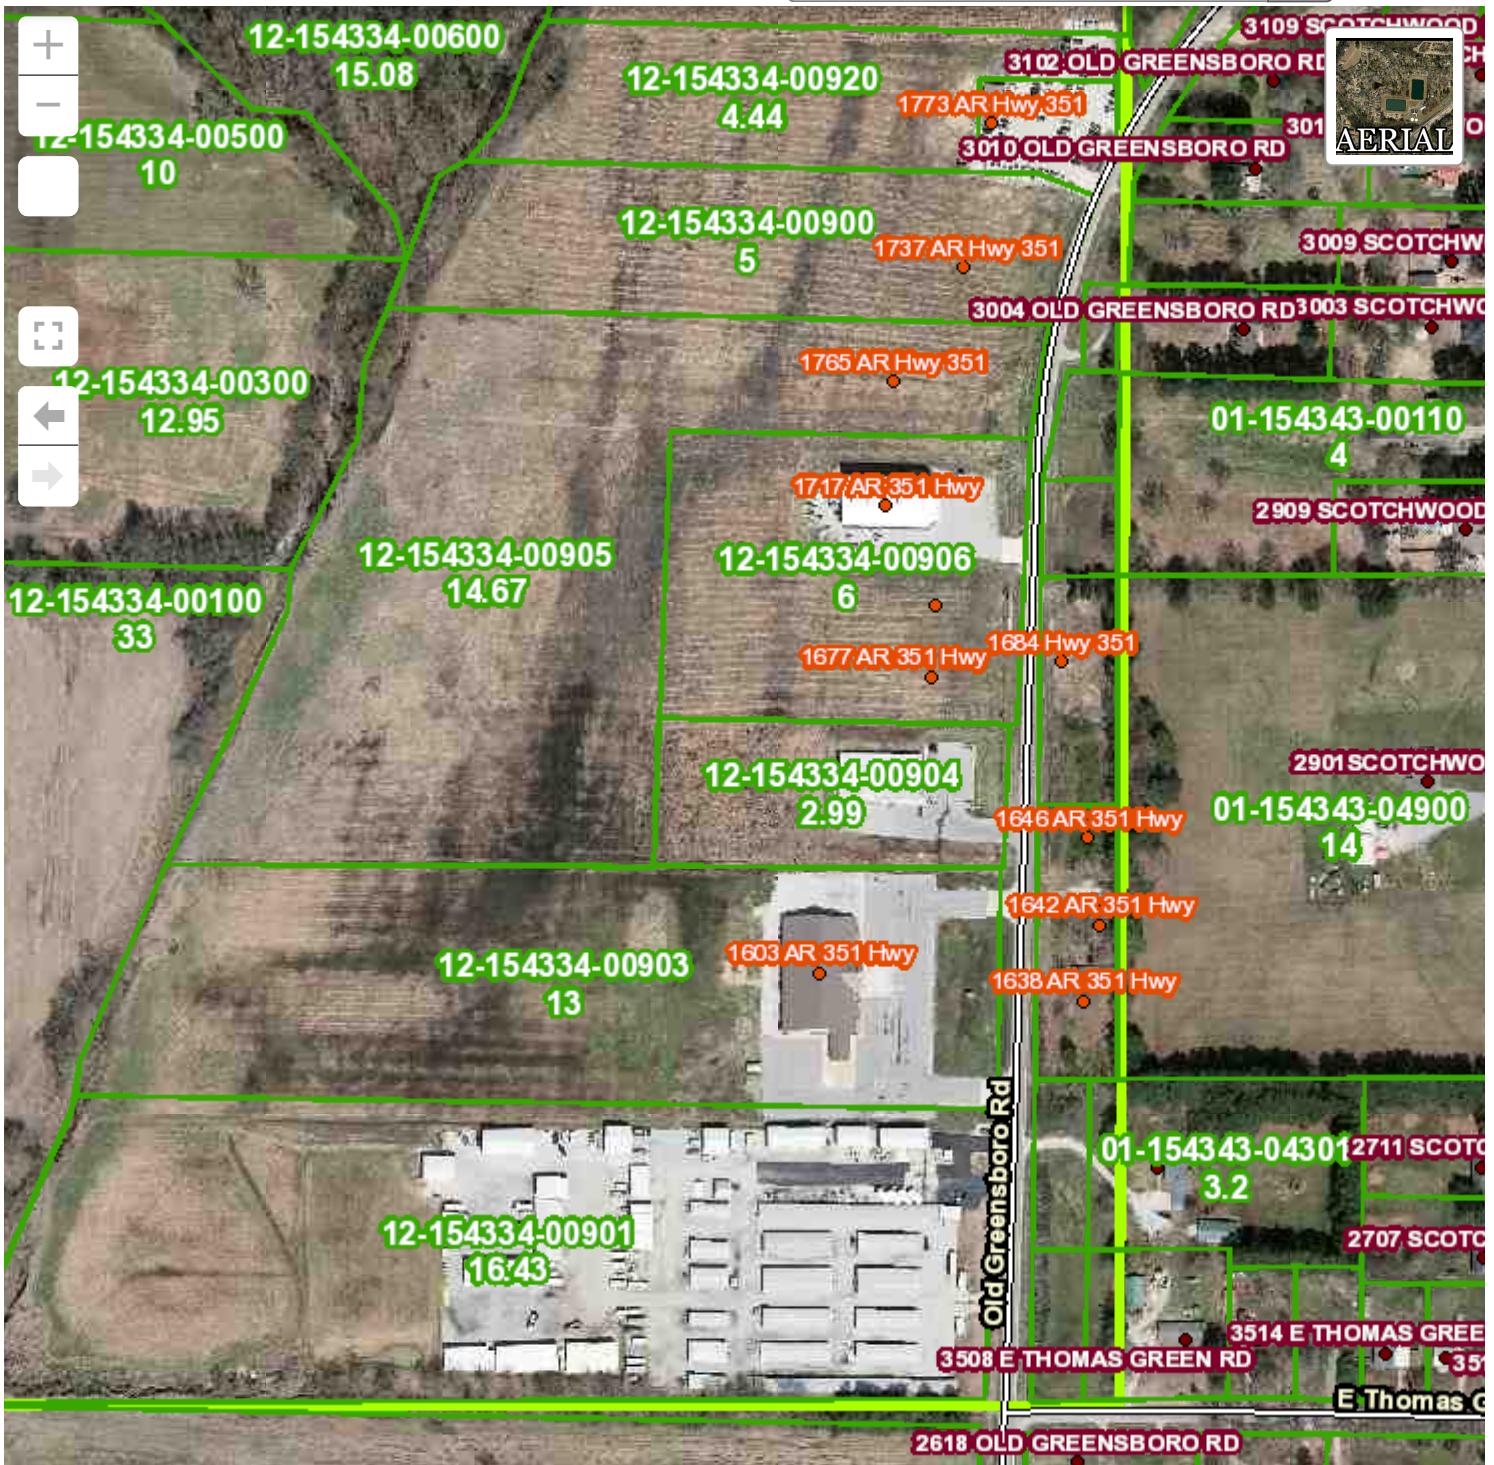 3109 SCOTCHWOOD
12-154334-00600
15.08
3102 OLD GREENSBORO RD
12-154334-00920
4.44
1773 AR Hwy 351
AERIAL
12-154334-00500
10
3010 OLD GREENSBORO RD
12-154334-00900
5
1737 AR Hwy 351
3009 SCOTCHW
3004 OLD GREENSBORO RD
3003 SCOTCHWO
1765 AR Hwy 351
12-154334-00300
12.95
01-154343-00110
4
1717 AR 351 Hwy
2909 SCOTCHWOOD
12-154334-00905
14.67
12-154334-00906
6
12-154334-00100
33
1684 Hwy 351
1677 AR 351 Hwy
2901 SCOTCHWO
12-154334-00904
2.99
01-154343-04900
14
1646 AR 351 Hwy
1642 AR 351 Hwy
1603 AR 351 Hwy
12-154334-00903
13
1638 AR 351 Hwy
Old Greensboro Rd
01-154343-04301
3.2
2711 SCOTC
12-154334-00901
16.43
2707 SCOTC
3514 E THOMAS GREE
3508 E THOMAS GREEN RD
351
E Thomas G
2618 OLD GREENSBORO RD